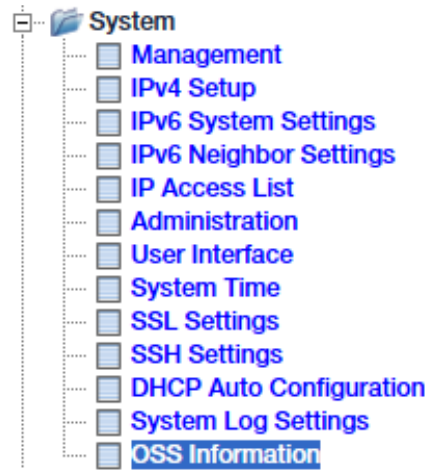 System
Management
IPv4 Setup
IPv6 System Settings
IPv6 Neighbor Settings
IP Access List
Administration
User Interface
System Time
SSL Settings
SSH Settings
DHCP Auto Configuration
System Log Settings
OSS Information